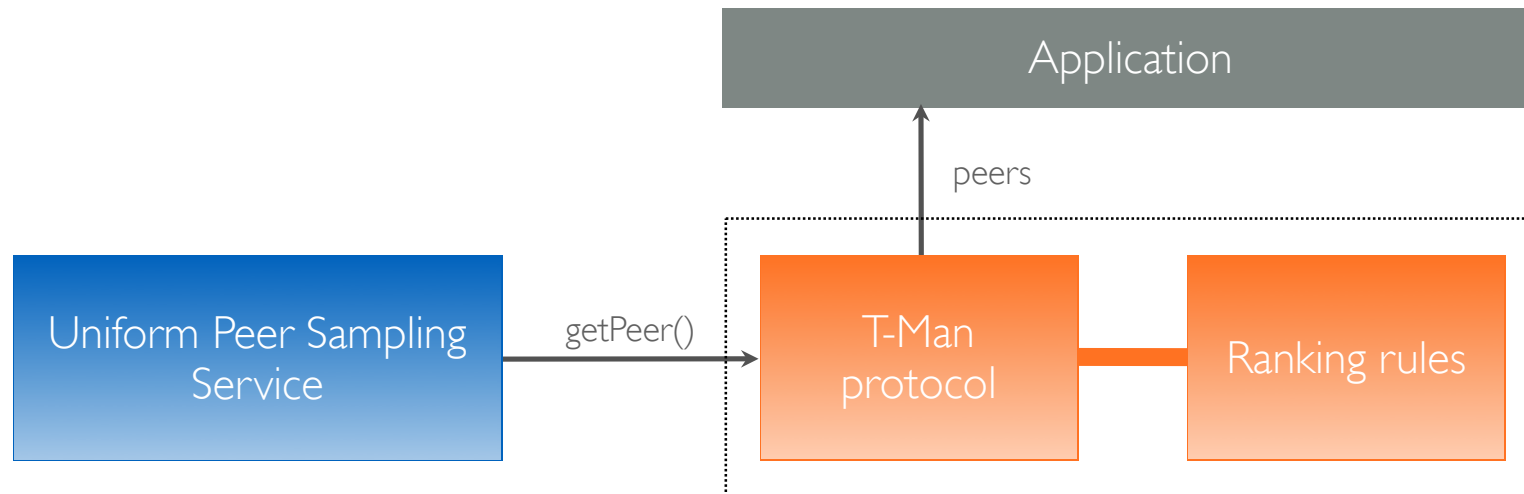 Application
peers
Uniform Peer Sampling
Service
getPeer()
T-Man
protocol
Ranking rules